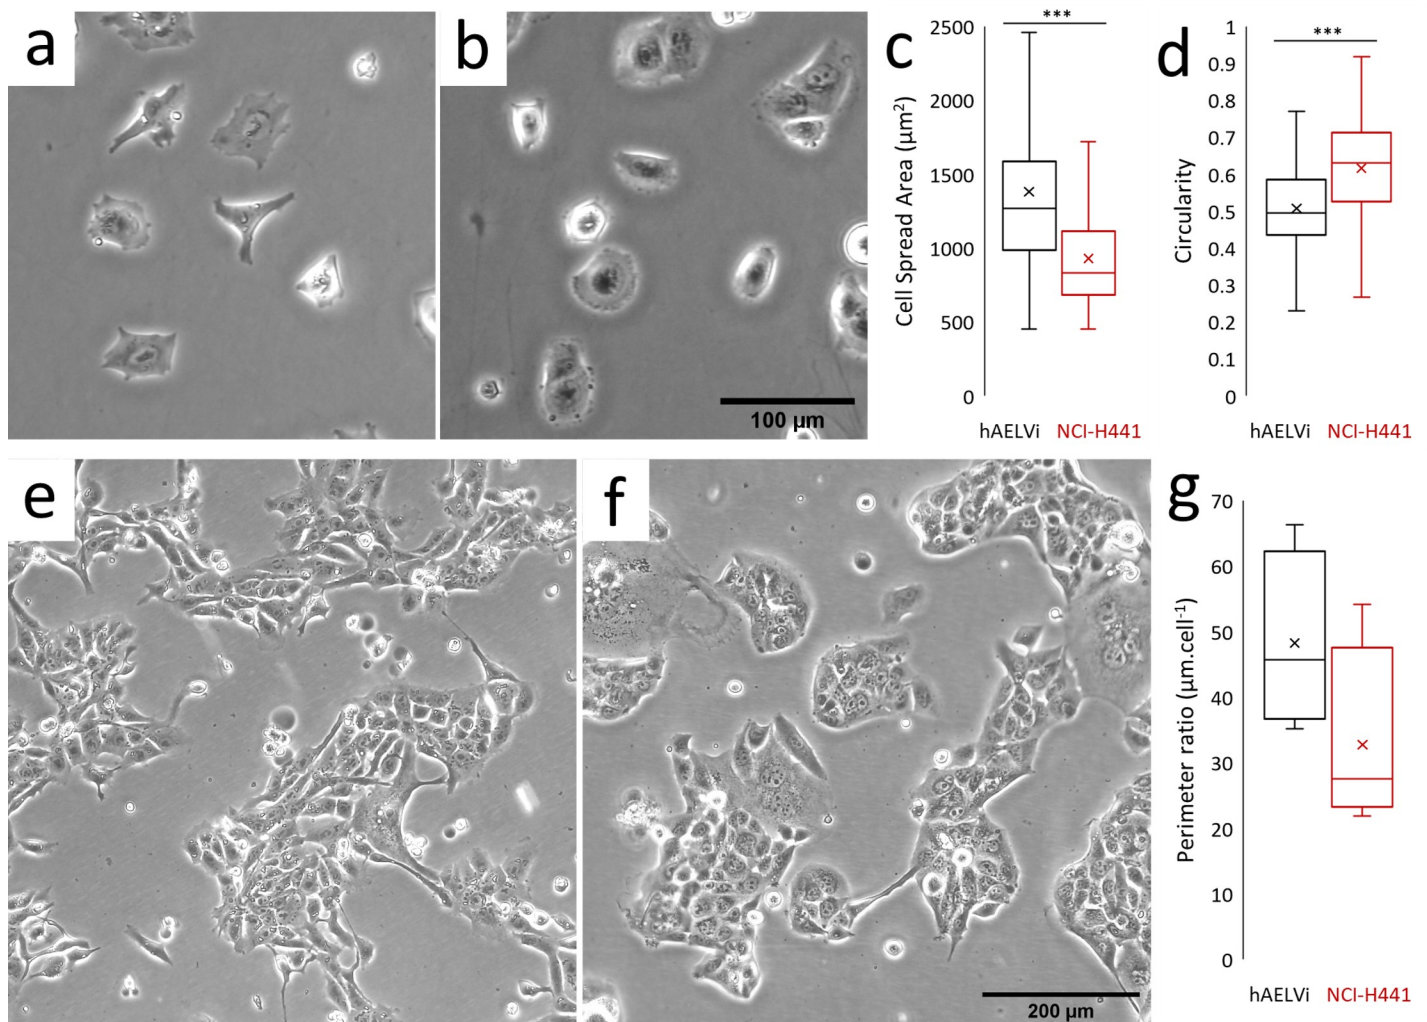 a
b
100 µm
c
***
Cell Spread Area (µm²)
2500
2000
1500
1000
500
0
hAELVi NCI-H441
d
***
Circularity
1
0.9
0.8
0.7
0.6
0.5
0.4
0.3
0.2
0.1
0
hAELVi NCI-H441
e
f
200 µm
g
Perimeter ratio (µm.cell⁻¹)
70
60
50
40
30
20
10
0
hAELVi NCI-H441